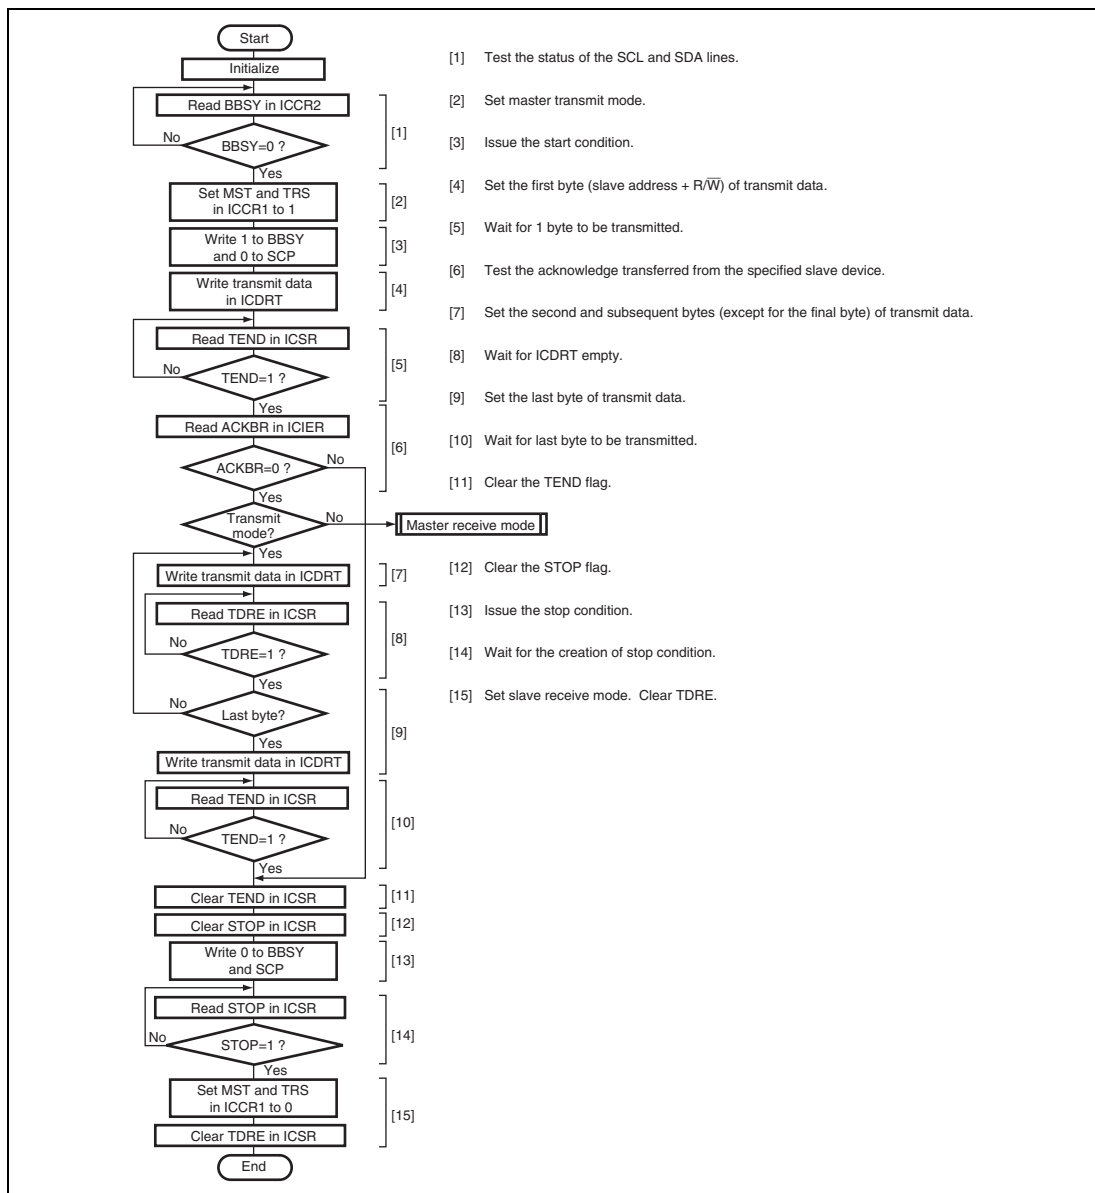 Start
Initialize
Read BBSY in ICCR2
BBSY=0 ?
No
Yes
[1]
Set MST and TRS
in ICCR1 to 1
[2]
Write 1 to BBSY
and 0 to SCP
[3]
Write transmit data
in ICDRT
[4]
Read TEND in ICSR
No
TEND=1 ?
Yes
[5]
Read ACKBR in ICIER
ACKBR=0 ?
No
Yes
[6]
Transmit
mode?
No
Master receive mode
Yes
Write transmit data in ICDRT
[7]
Read TDRE in ICSR
No
TDRE=1 ?
Yes
[8]
No
Last byte?
Yes
Write transmit data in ICDRT
[9]
Read TEND in ICSR
No
TEND=1 ?
Yes
[10]
Clear TEND in ICSR
[11]
Clear STOP in ICSR
[12]
Write 0 to BBSY
and SCP
[13]
Read STOP in ICSR
No
STOP=1 ?
Yes
[14]
Set MST and TRS
in ICCR1 to 0
Clear TDRE in ICSR
[15]
End
[1] Test the status of the SCL and SDA lines.
[2] Set master transmit mode.
[3] Issue the start condition.
[4] Set the first byte (slave address + R/W̅) of transmit data.
[5] Wait for 1 byte to be transmitted.
[6] Test the acknowledge transferred from the specified slave device.
[7] Set the second and subsequent bytes (except for the final byte) of transmit data.
[8] Wait for ICDRT empty.
[9] Set the last byte of transmit data.
[10] Wait for last byte to be transmitted.
[11] Clear the TEND flag.
[12] Clear the STOP flag.
[13] Issue the stop condition.
[14] Wait for the creation of stop condition.
[15] Set slave receive mode. Clear TDRE.